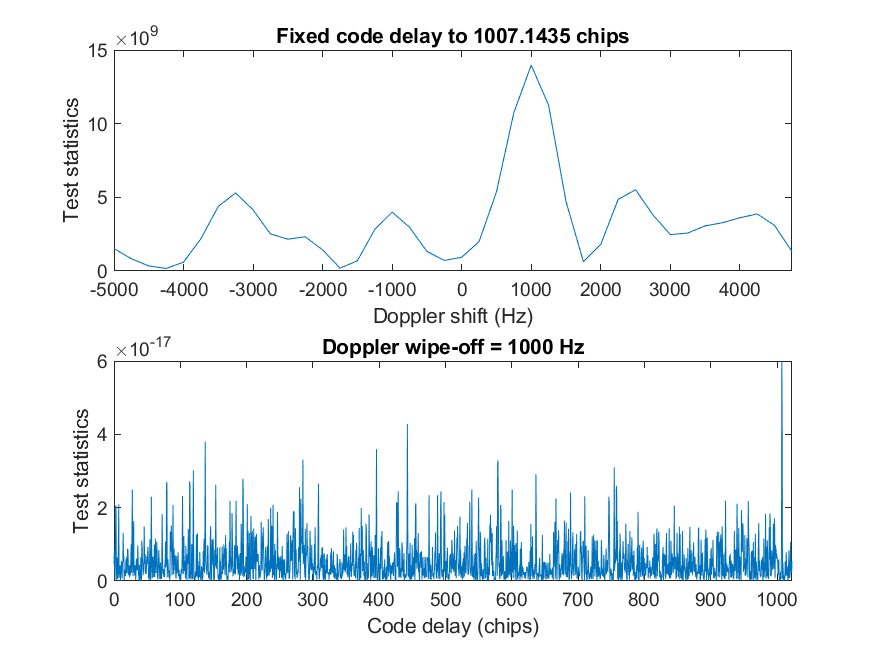 ×10^9
Fixed code delay to 1007.1435 chips
15
10
5
0
Test statistics
-5000 -4000 -3000 -2000 -1000 0 1000 2000 3000 4000
Doppler shift (Hz)
×10^-17
Doppler wipe-off = 1000 Hz
6
4
2
0
Test statistics
0 100 200 300 400 500 600 700 800 900 1000
Code delay (chips)